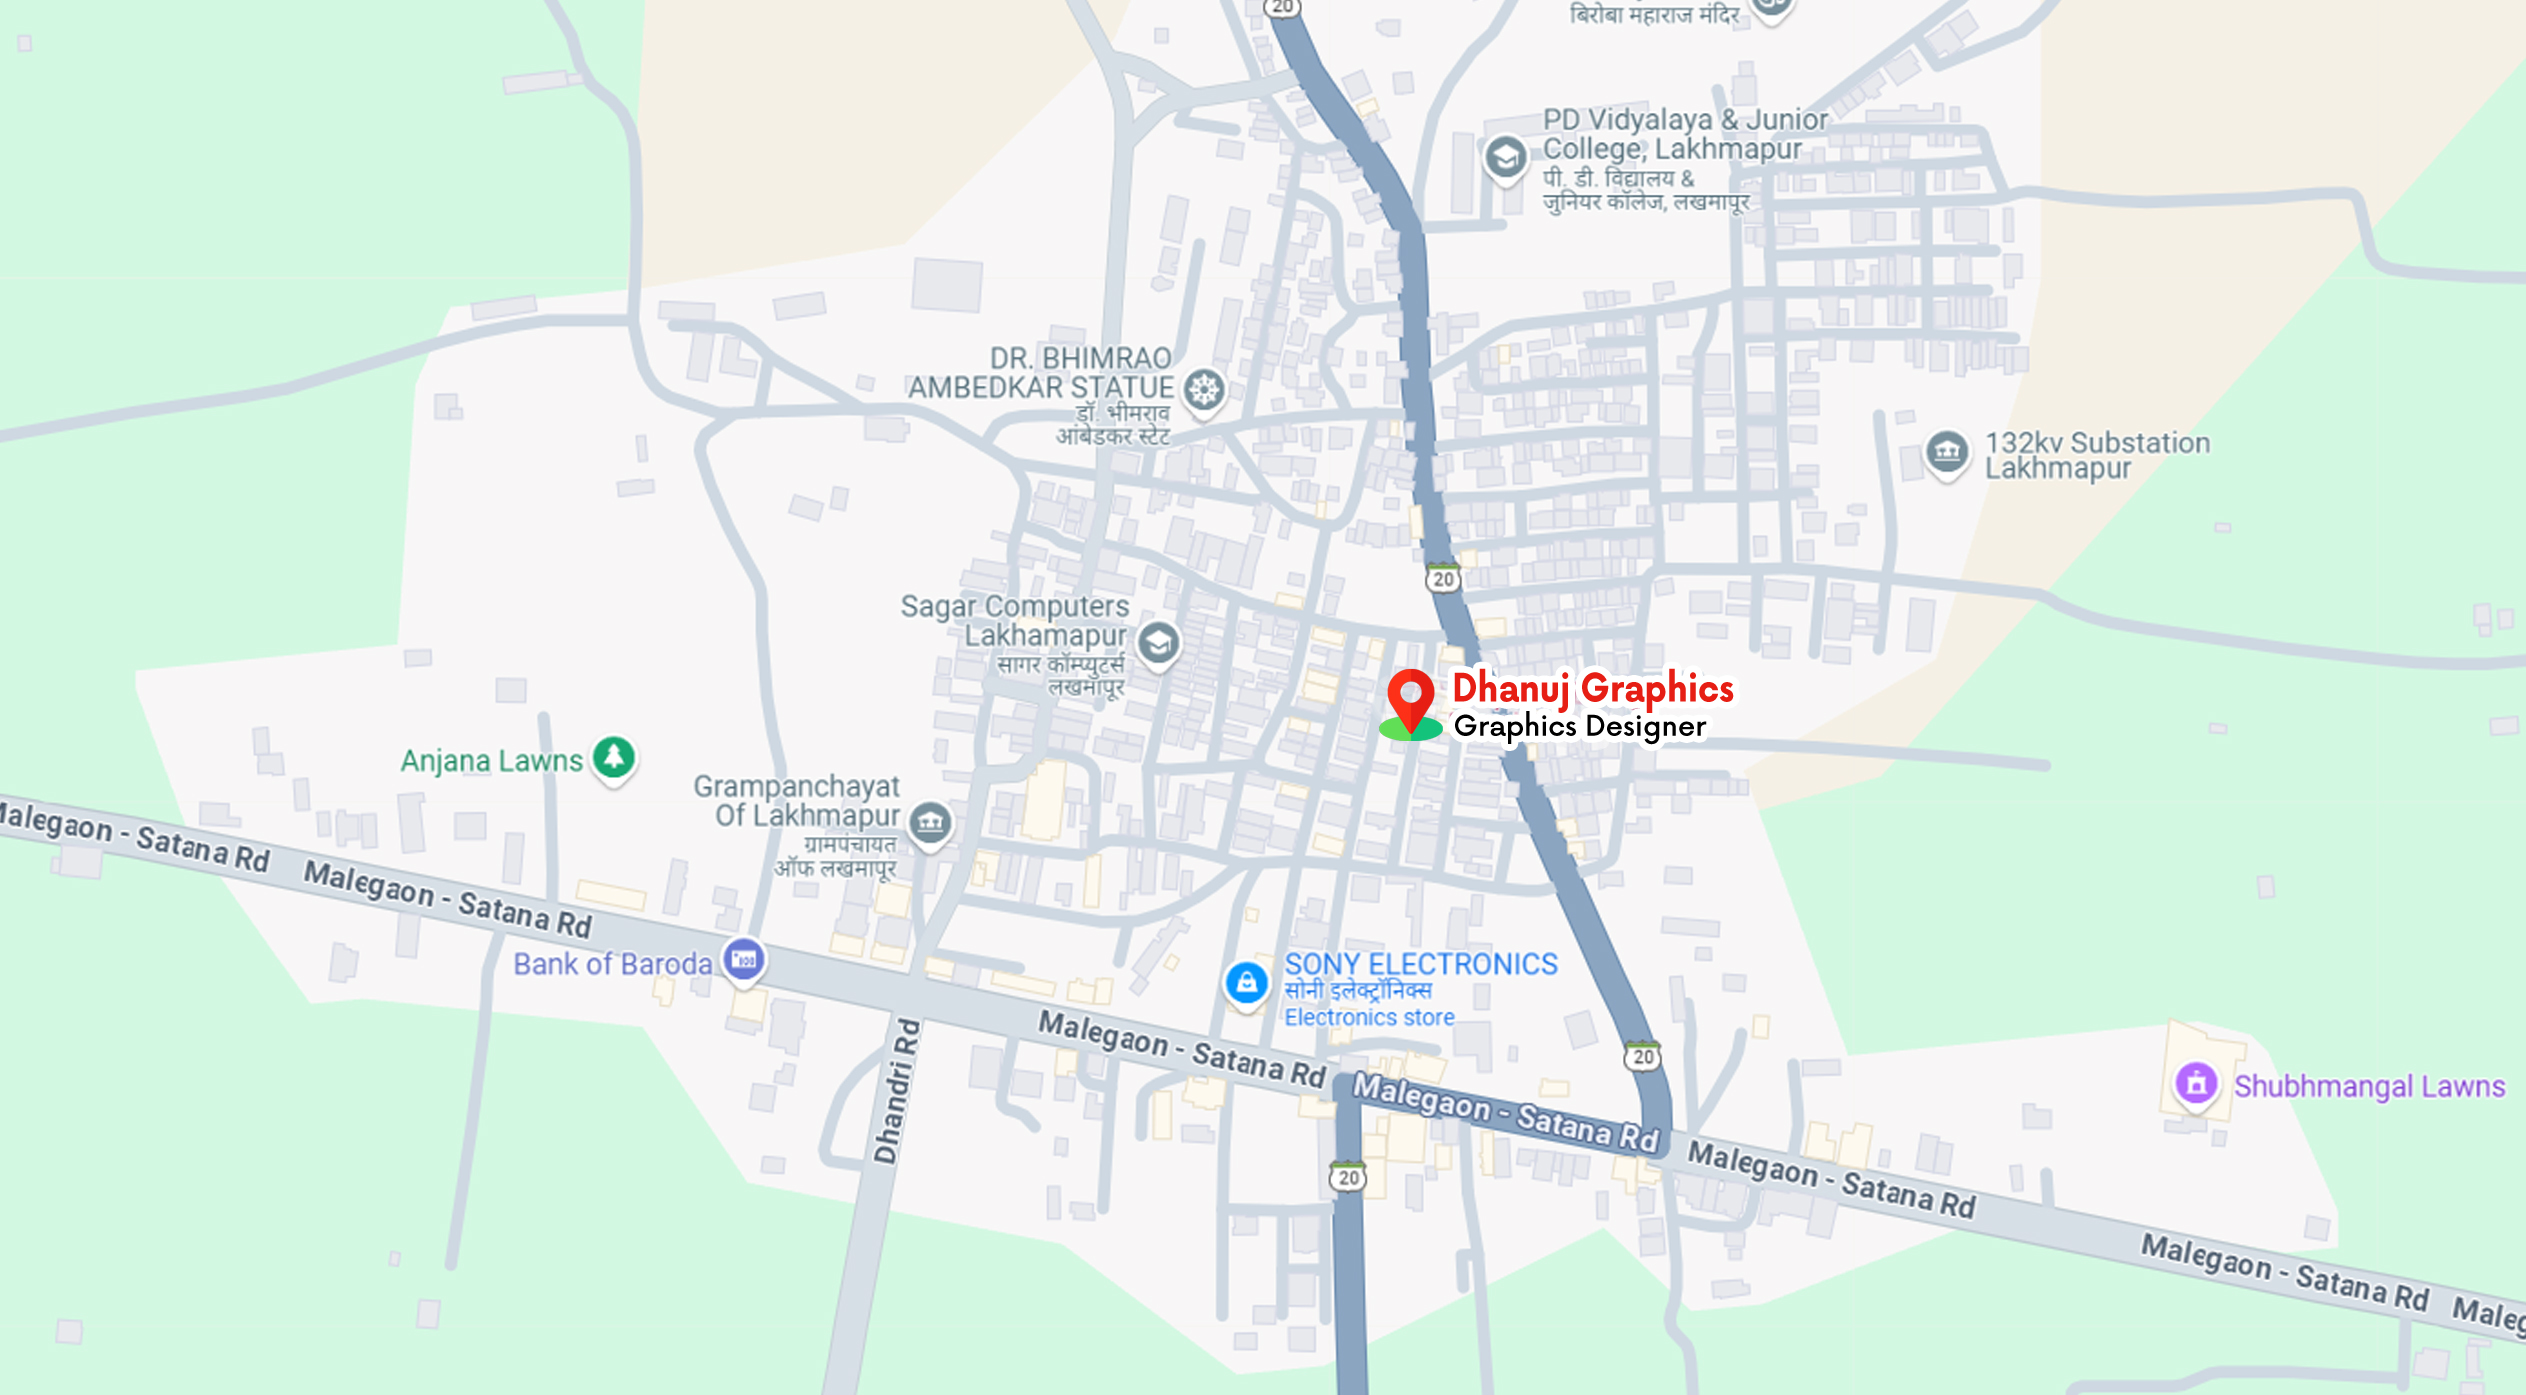 20
बिरोबा महाराज मंदिर
PD Vidyalaya & Junior
College, Lakhmapur
पी. डी. विद्यालय &
जुनियर कॉलेज, लखमापूर
DR. BHIMRAO
AMBEDKAR STATUE
डॉ. भीमराव
आंबेडकर स्टेट
132kv Substation
Lakhmapur
20
Sagar Computers
Lakhamapur
सागर कॉम्प्युटर्स
लखमापूर
Dhanuj Graphics
Graphics Designer
Anjana Lawns
Grampanchayat
Of Lakhmapur
ग्रामपंचायत
ऑफ लखमापूर
Malegaon - Satana Rd
Malegaon - Satana Rd
Bank of Baroda
SONY ELECTRONICS
सोनी इलेक्ट्रॉनिक्स
Electronics store
Malegaon - Satana Rd
Dhandri Rd
20
Malegaon - Satana Rd
Shubhmangal Lawns
20
Malegaon - Satana Rd
Malegaon - Satana Rd
Maleg